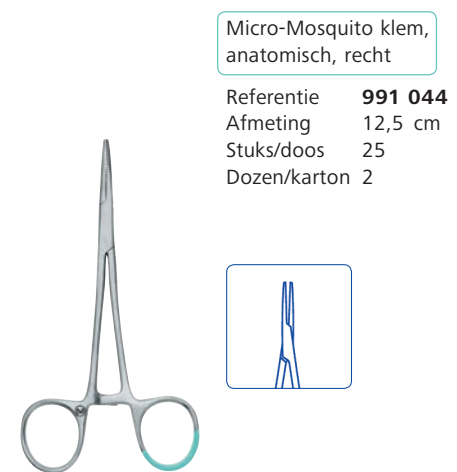 Micro-Mosquito klem,
anatomisch, recht
Referentie 991 044
Afmeting 12,5 cm
Stuks/doos 25
Dozen/karton 2